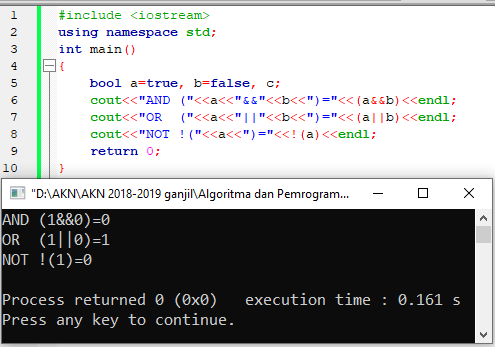 1 #include <iostream>
2 using namespace std;
3 int main()
4 {
5 bool a=true, b=false, c;
6 cout<<"AND ("<<a<<"&&"<<b<<")="<<(a&&b)<<endl;
7 cout<<"OR  ("<<a<<"||"<<b<<")="<<(a||b)<<endl;
8 cout<<"NOT !("<<a<<")="<<!(a)<<endl;
9 return 0;
10 }
"D:\AKN\AKN 2018-2019 ganjil\Algoritma dan Pemrogram...
AND (1&&0)=0
OR  (1||0)=1
NOT !(1)=0
Process returned 0 (0x0)   execution time : 0.161 s
Press any key to continue.